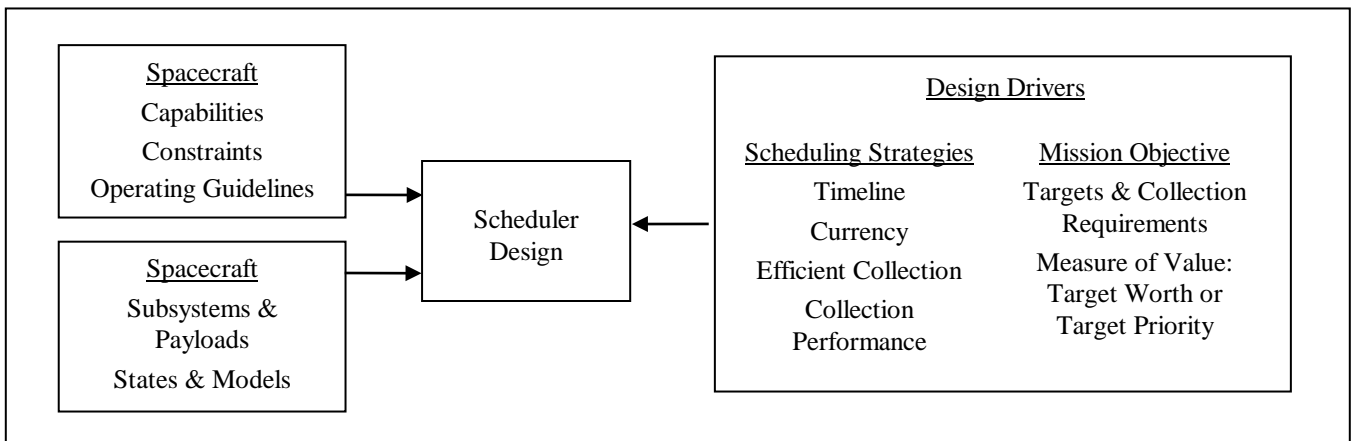 Spacecraft
Capabilities
Constraints
Operating Guidelines
Spacecraft
Subsystems &
Payloads
States & Models
Scheduler
Design
Design Drivers
Scheduling Strategies
Timeline
Currency
Efficient Collection
Collection
Performance
Mission Objective
Targets & Collection
Requirements
Measure of Value:
Target Worth or
Target Priority